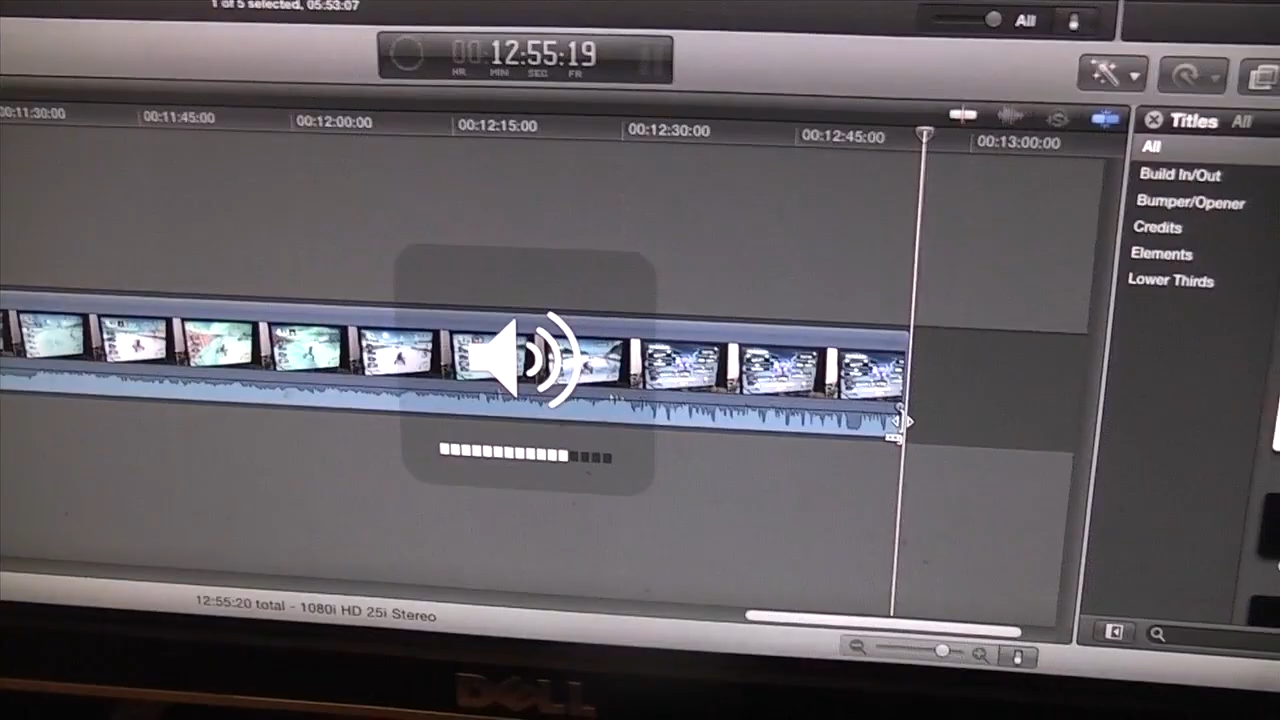 1 of 5 selected, 05:53:07
All
00:12:55:19
HR MIN SEC FR
00:11:30:00 00:11:45:00 00:12:00:00 00:12:15:00 00:12:30:00 00:12:45:00 00:13:00:00
Titles All
All
Build In/Out
Bumper/Opener
Credits
Elements
Lower Thirds
12:55:20 total - 1080i HD 25i Stereo
DELL